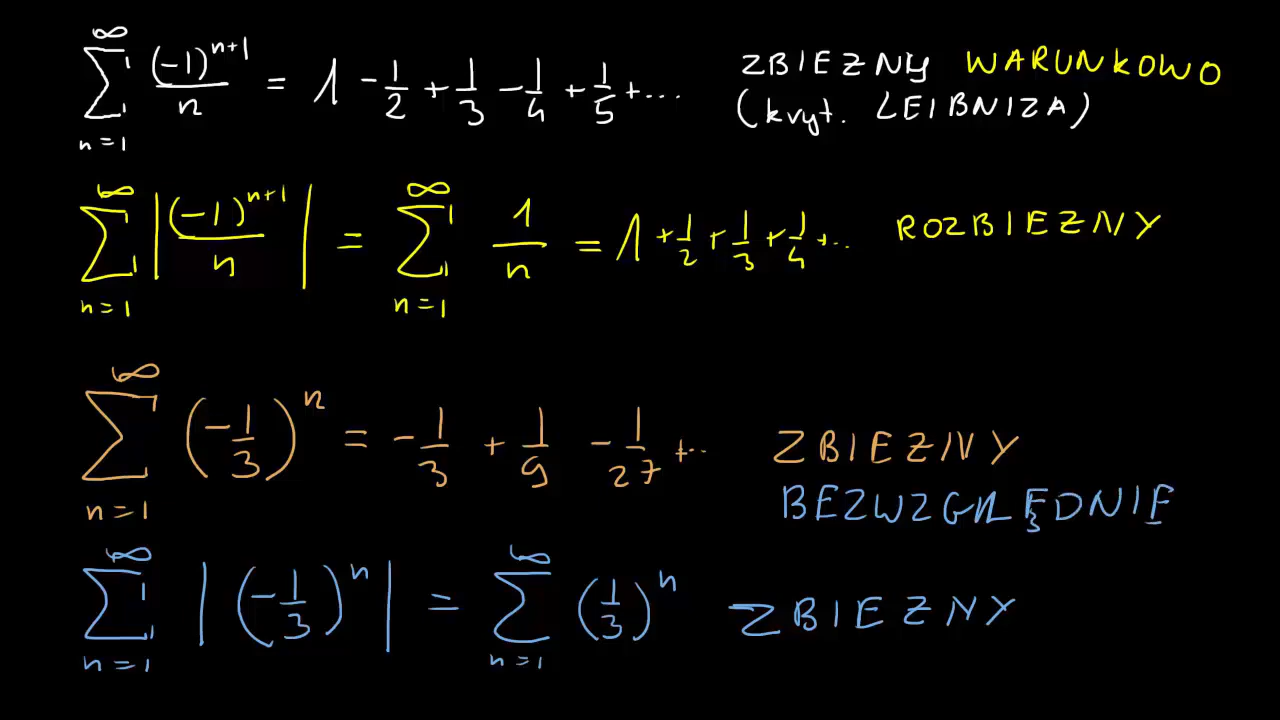 ∑_{n=1}^{∞} (-1)^{n+1}/n = 1 - 1/2 + 1/3 - 1/4 + 1/5 + ... ZBIEZNY WARUNKOWO
(kryt. LEIBNIZA)
∑_{n=1}^{∞} |(-1)^{n+1}/n| = ∑_{n=1}^{∞} 1/n = 1 + 1/2 + 1/3 + 1/4 + ... ROZBIEZNY
∑_{n=1}^{∞} (-1/3)^n = -1/3 + 1/9 - 1/27 + ... ZBIEZNY
BEZWZGLĘDNIE
∑_{n=1}^{∞} |(-1/3)^n| = ∑_{n=1}^{∞} (1/3)^n ZBIEZNY